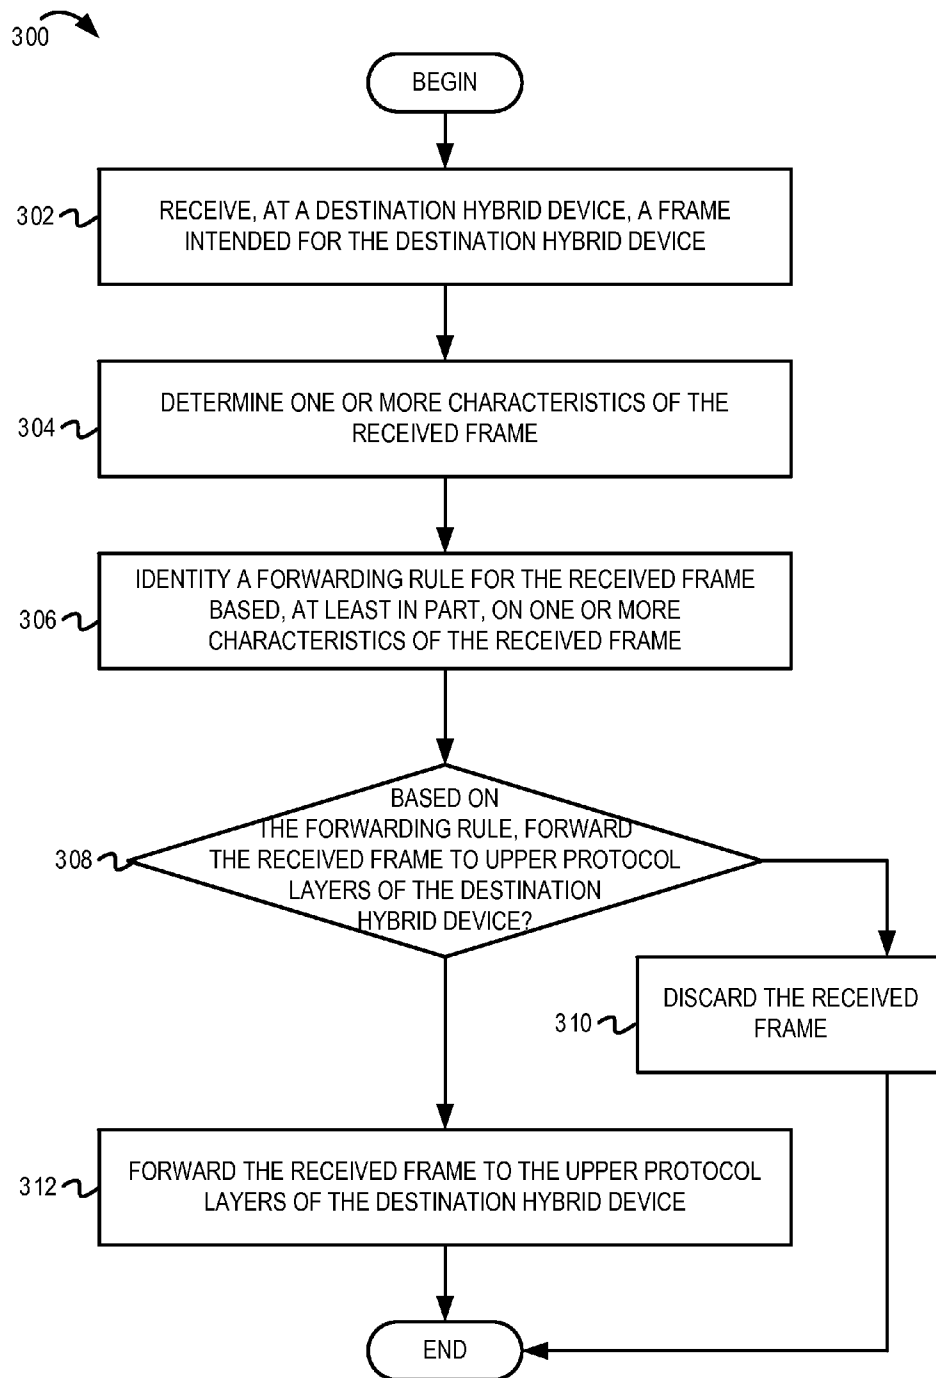 300
BEGIN
302
RECEIVE, AT A DESTINATION HYBRID DEVICE, A FRAME
INTENDED FOR THE DESTINATION HYBRID DEVICE
304
DETERMINE ONE OR MORE CHARACTERISTICS OF THE
RECEIVED FRAME
306
IDENTITY A FORWARDING RULE FOR THE RECEIVED FRAME
BASED, AT LEAST IN PART, ON ONE OR MORE
CHARACTERISTICS OF THE RECEIVED FRAME
308
BASED ON
THE FORWARDING RULE, FORWARD
THE RECEIVED FRAME TO UPPER PROTOCOL
LAYERS OF THE DESTINATION
HYBRID DEVICE?
310
DISCARD THE RECEIVED
FRAME
312
FORWARD THE RECEIVED FRAME TO THE UPPER PROTOCOL
LAYERS OF THE DESTINATION HYBRID DEVICE
END